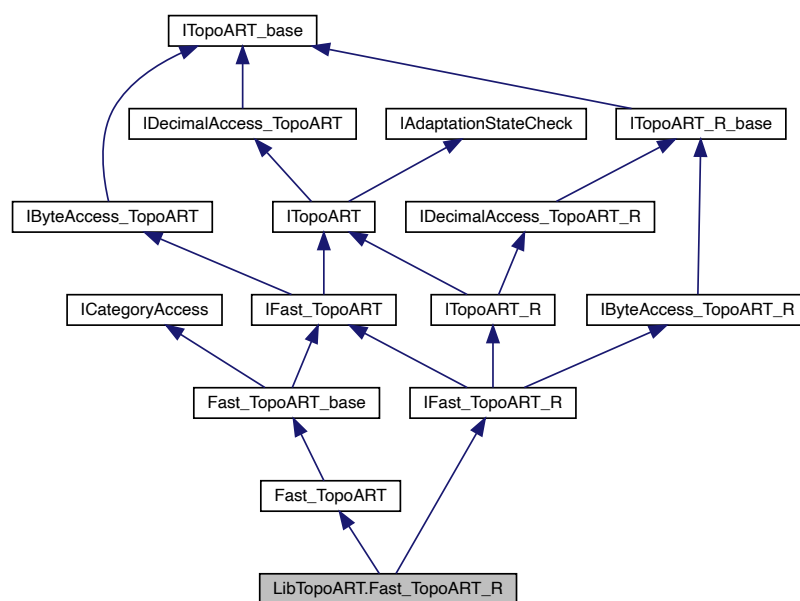 ITopoART_base
IDecimalAccess_TopoART
IAdaptationStateCheck
ITopoART_R_base
IByteAccess_TopoART
ITopoART
IDecimalAccess_TopoART_R
ICategoryAccess
IFast_TopoART
ITopoART_R
IByteAccess_TopoART_R
Fast_TopoART_base
IFast_TopoART_R
Fast_TopoART
LibTopoART.Fast_TopoART_R